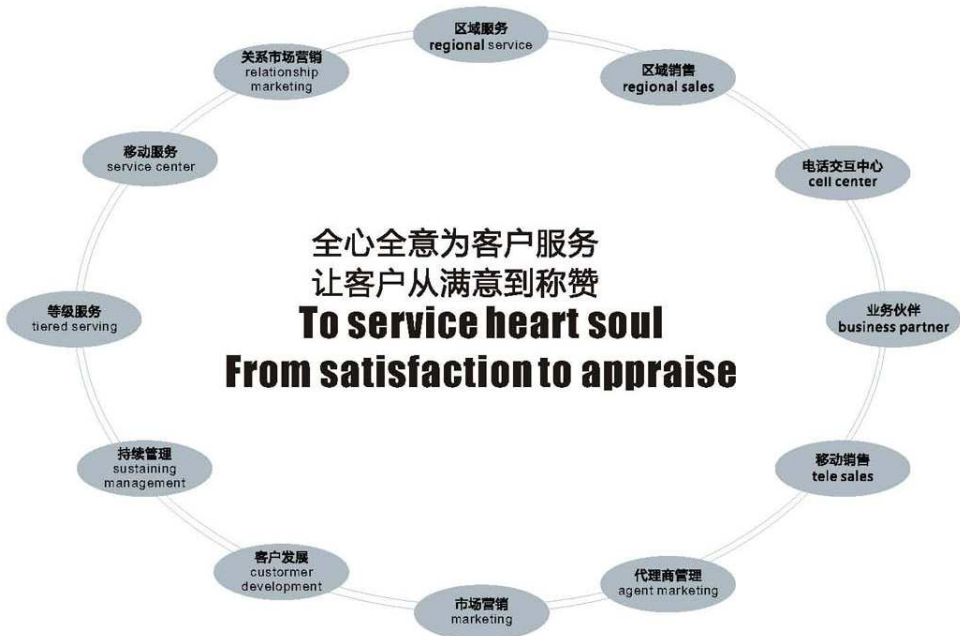 区域服务
regional service
区域销售
regional sales
电话交互中心
cell center
业务伙伴
business partner
移动销售
tele sales
代理商管理
agent marketing
市场营销
marketing
客户发展
custormer
development
持续管理
sustaining
management
等级服务
tiered serving
移动服务
service center
关系市场营销
relationship
marketing
全心全意为客户服务
让客户从满意到称赞
To service heart soul
From satisfaction to appraise